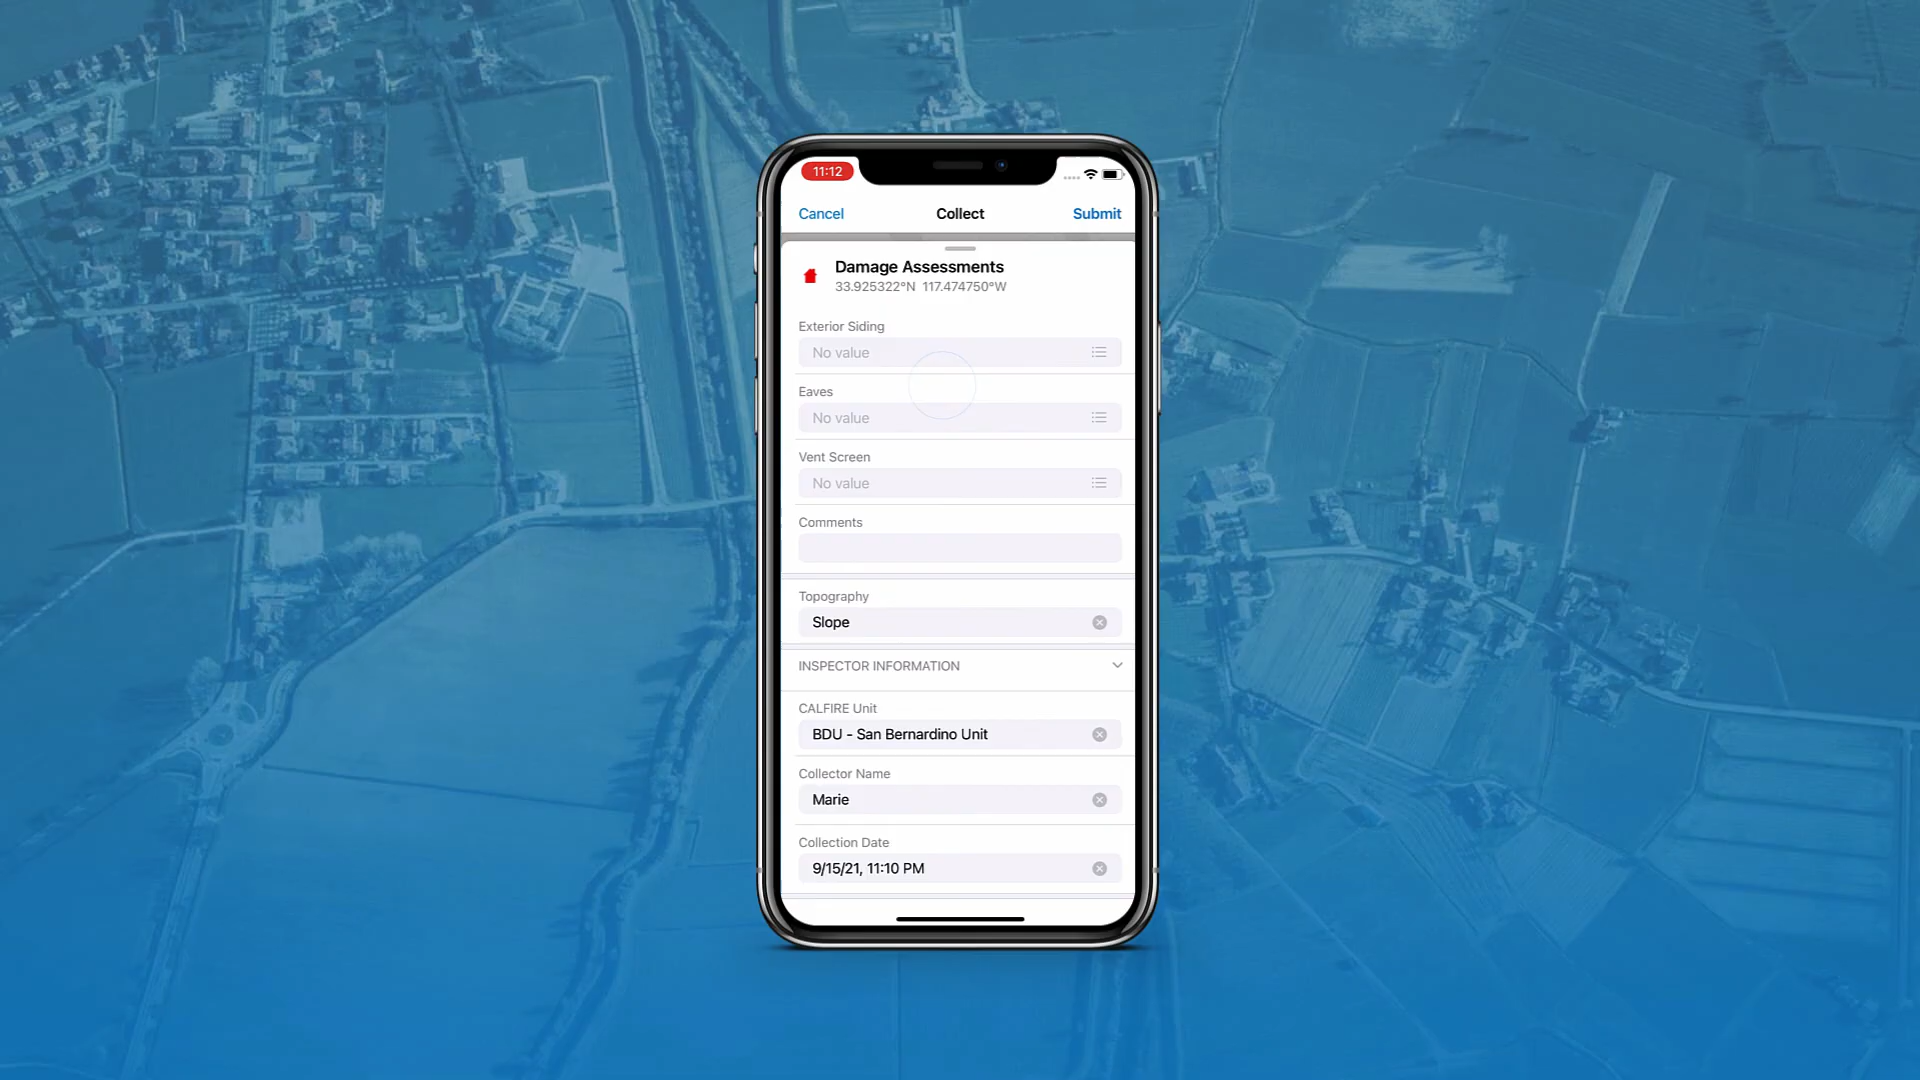 11:12
Cancel Collect Submit
Damage Assessments
33.925322°N 117.474750°W
Exterior Siding
No value
Eaves
No value
Vent Screen
No value
Comments
Topography
Slope
INSPECTOR INFORMATION
CALFIRE Unit
BDU - San Bernardino Unit
Collector Name
Marie
Collection Date
9/15/21, 11:10 PM